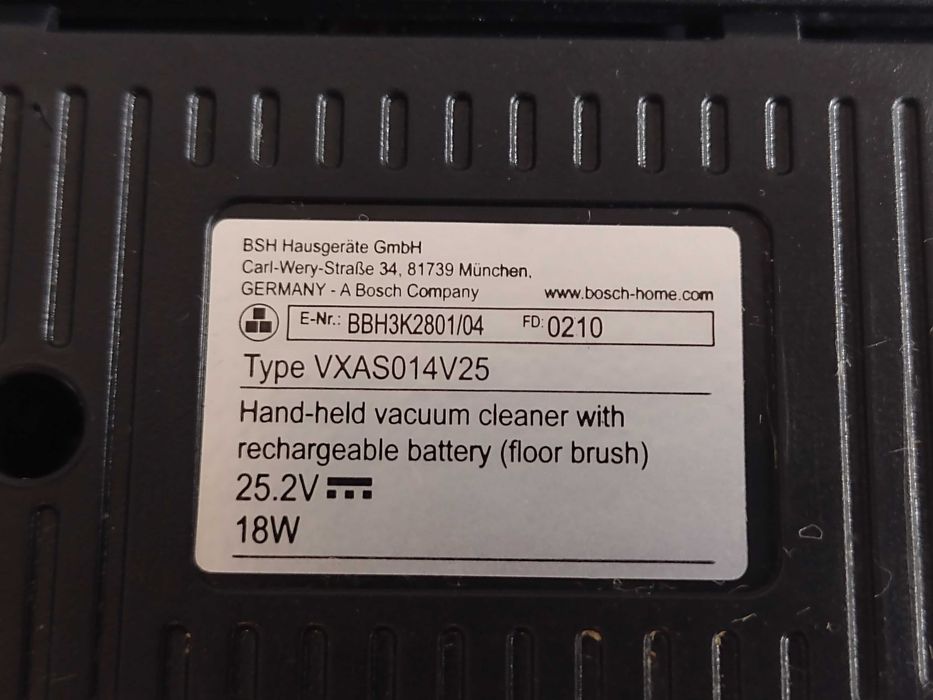 BSH Hausgeräte GmbH
Carl-Wery-Straße 34, 81739 München,
GERMANY - A Bosch Company www.bosch-home.com
E-Nr.: BBH3K2801/04 FD: 0210
Type VXAS014V25
Hand-held vacuum cleaner with
rechargeable battery (floor brush)
25.2V
18W